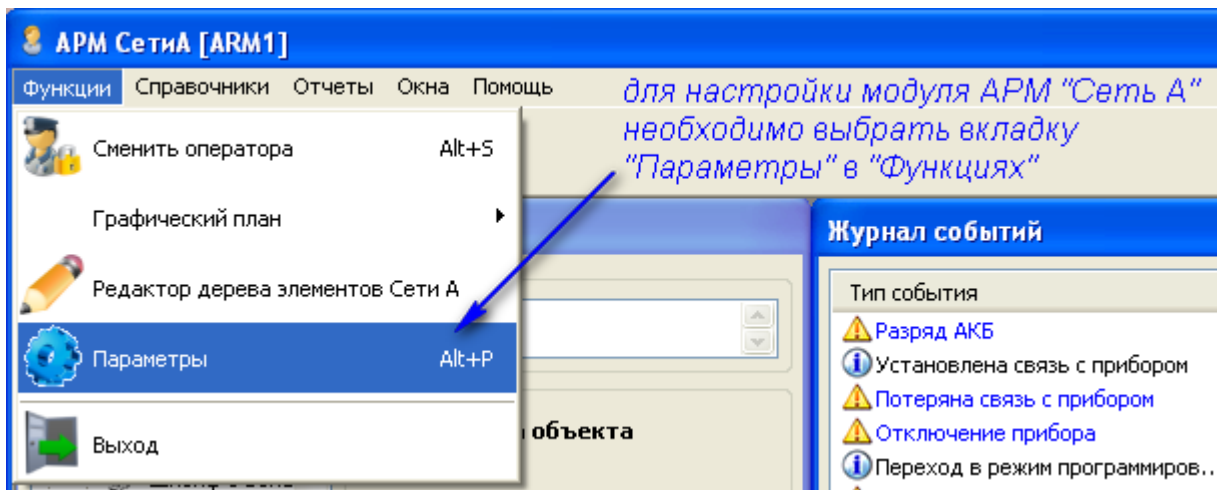 АРМ СетиА [ARM1]
Функции Справочники Отчеты Окна Помощь
для настройки модуля АРМ "Сеть А"
необходимо выбрать вкладку
"Параметры" в "Функциях"
Сменить оператора Alt+S
Графический план
Редактор дерева элементов Сети А
Параметры Alt+P
Выход
объекта
Журнал событий
Тип события
Разряд АКБ
Установлена связь с прибором
Потеряна связь с прибором
Отключение прибора
Переход в режим программиров...